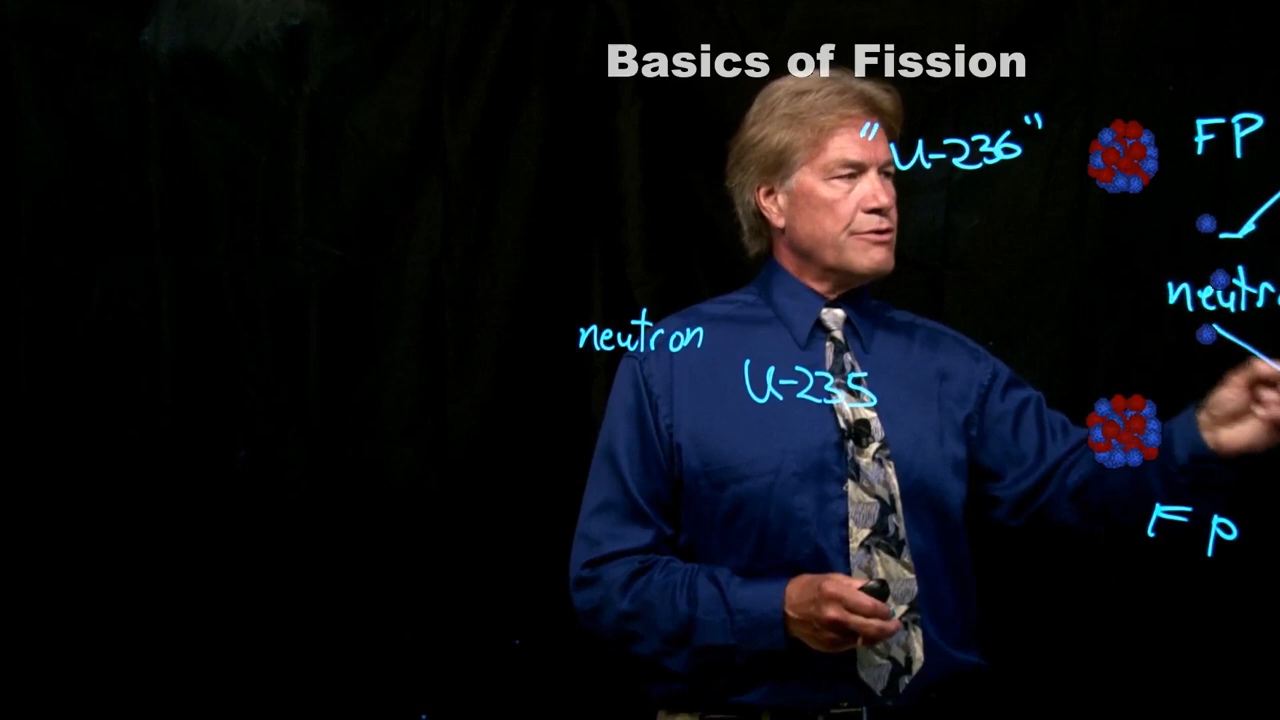 Basics of Fission
"U-236"
FP
neutron
U-235
FP